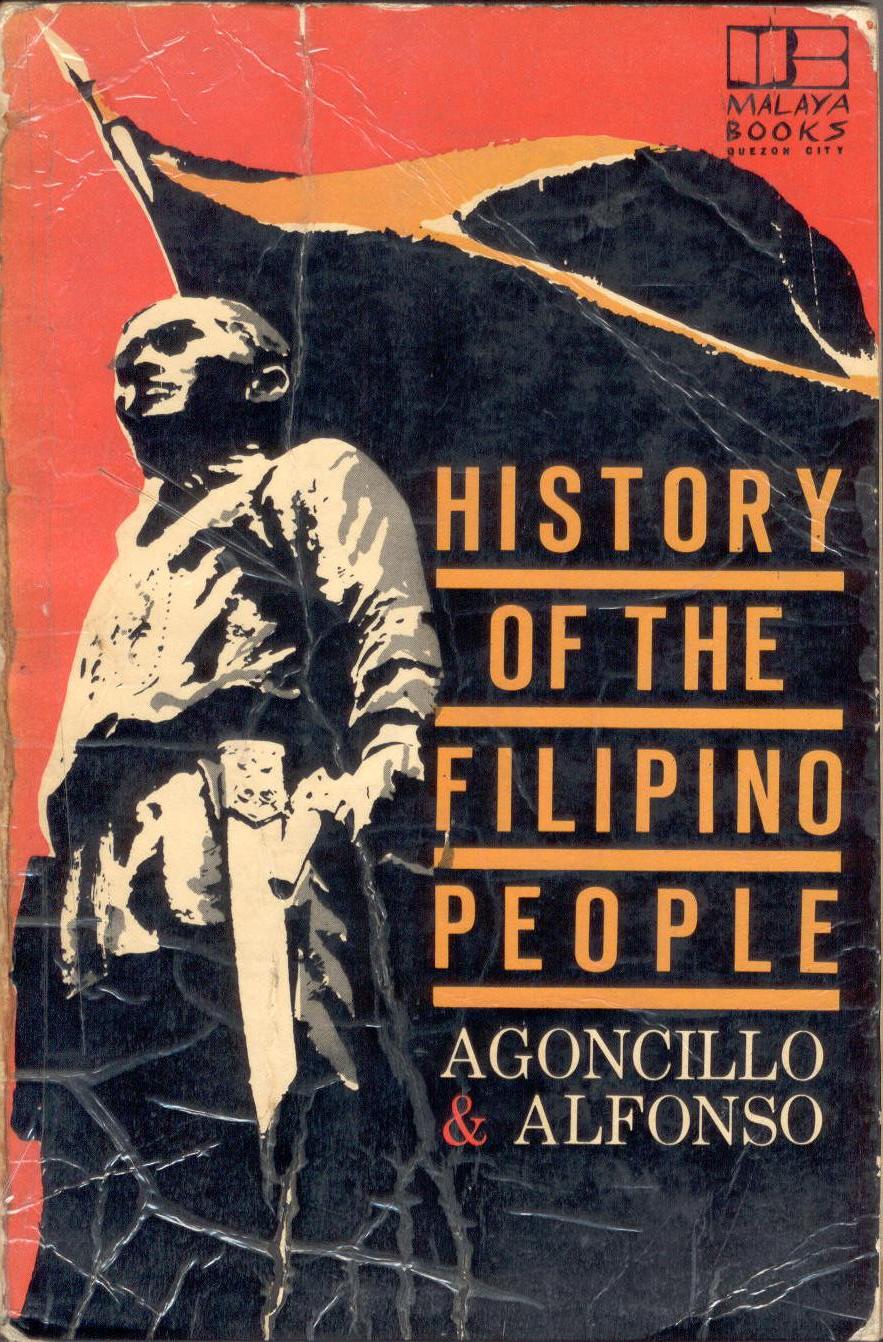 MALAYA
BOOKS
QUEZON CITY
HISTORY
OF THE
FILIPINO
PEOPLE
AGONCILLO
& ALFONSO